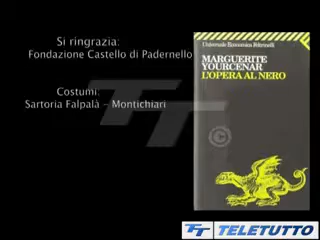 Si ringrazia:
Fondazione Castello di Padernello
Costumi:
Sartoria Falpalà - Montichiari
Universale Economica Feltrinelli
MARGUERITE
YOURCENAR
L'OPERA AL NERO
TT
TT TELETUTTO